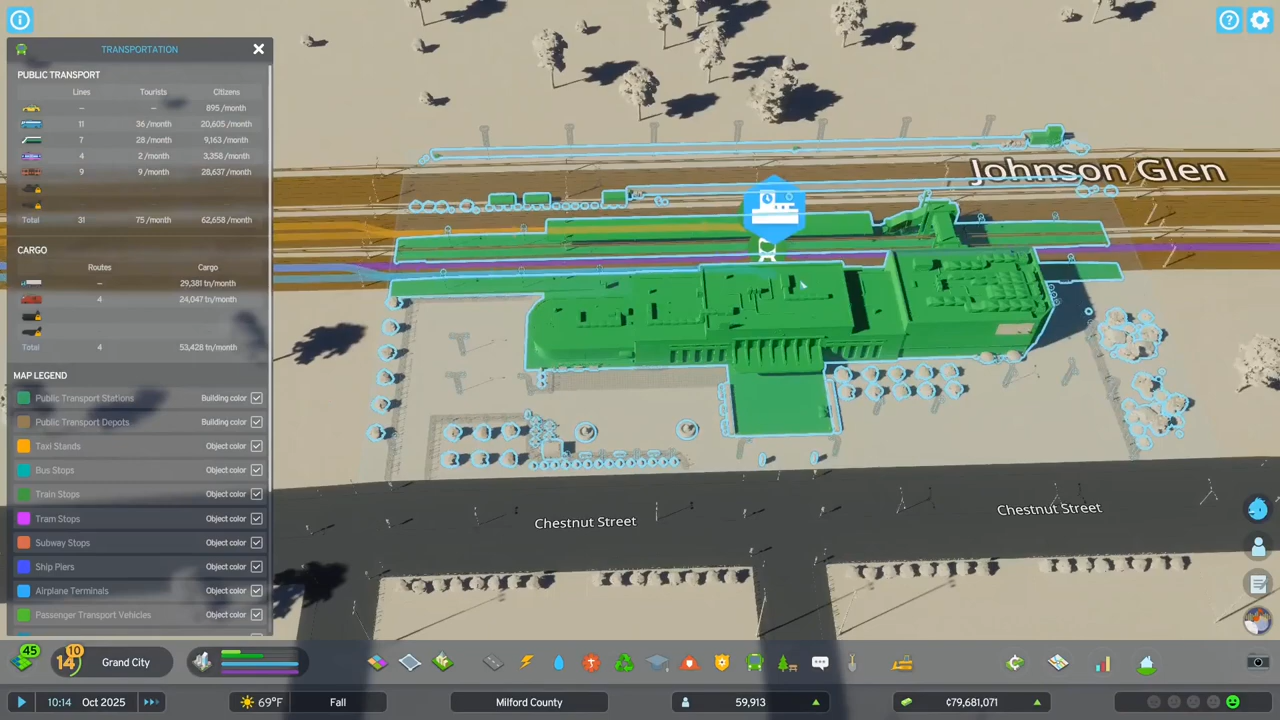 TRANSPORTATION
PUBLIC TRANSPORT
Lines Tourists Citizens
– – 895 /month
11 36 /month 20,605 /month
7 28 /month 9,163 /month
4 2 /month 3,358 /month
9 9 /month 28,637 /month
Total 31 75 /month 62,658 /month
CARGO
Routes Cargo
– 29,381 tn/month
4 24,047 tn/month
Total 4 53,428 tn/month
MAP LEGEND
Public Transport Stations Building color
Public Transport Depots Building color
Taxi Stands Object color
Bus Stops Object color
Train Stops Object color
Tram Stops Object color
Subway Stops Object color
Ship Piers Object color
Airplane Terminals Object color
Passenger Transport Vehicles Object color
Johnson Glen
Chestnut Street
Chestnut Street
45
10
14
Grand City
10:14 Oct 2025
69°F
Fall
Milford County
59,913
¢79,681,071